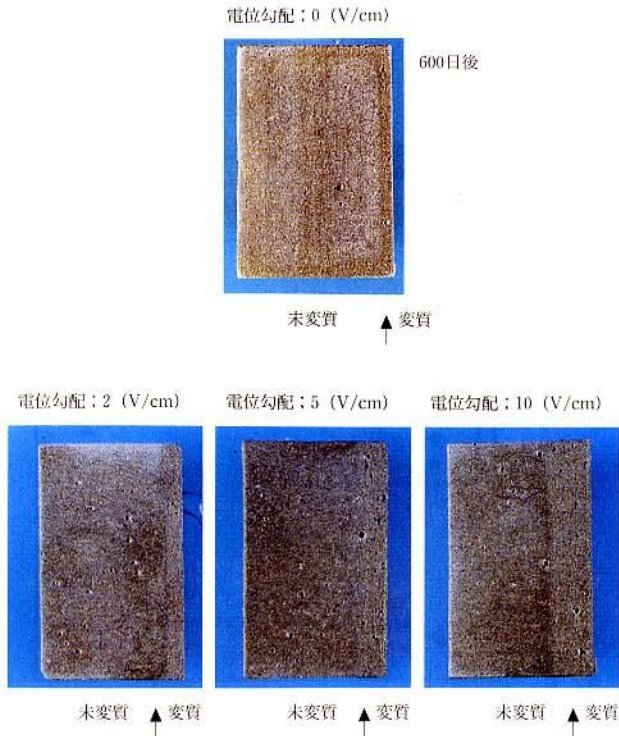 電位勾配;0 (V/cm)
600日後
未変質 変質
電位勾配;2 (V/cm)
電位勾配;5 (V/cm)
電位勾配;10 (V/cm)
未変質 変質
未変質 変質
未変質 変質